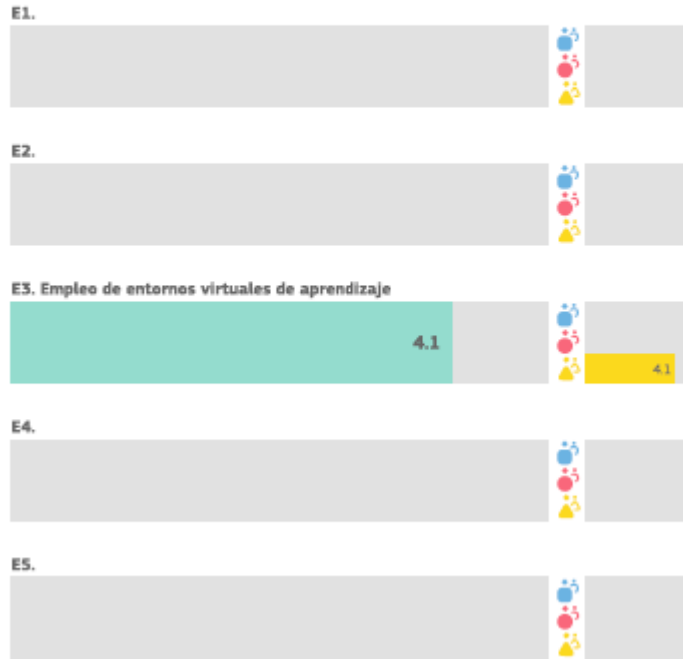 E1.
E2.
E3. Empleo de entornos virtuales de aprendizaje
4.1
4.1
E4.
E5.